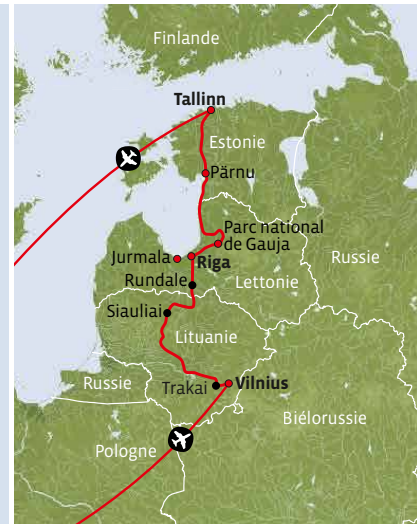 Finlande
Tallinn
Estonie
Pärnu
Parc national
de Gauja
Jurmala
Riga
Russie
Rundale
Lettonie
Siauliai
Lituanie
Russie
Trakai
Vilnius
Biélorussie
Pologne